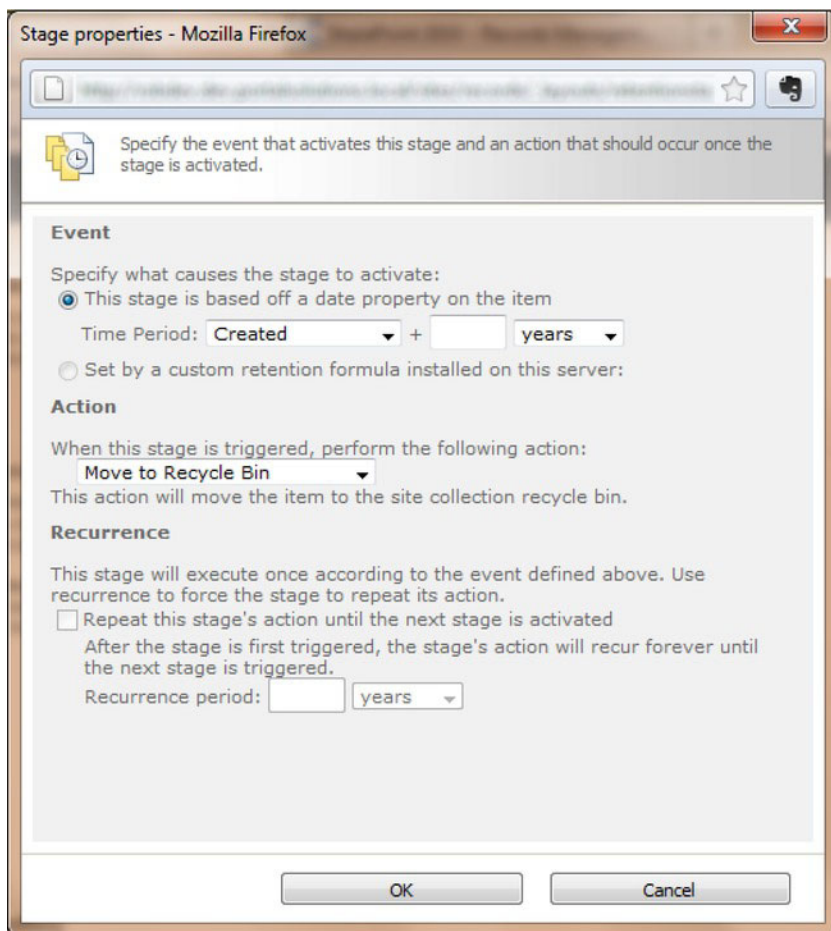 Stage properties - Mozilla Firefox
Specify the event that activates this stage and an action that should occur once the
stage is activated.
Event
Specify what causes the stage to activate:
This stage is based off a date property on the item
Time Period: Created + years
Set by a custom retention formula installed on this server:
Action
When this stage is triggered, perform the following action:
Move to Recycle Bin
This action will move the item to the site collection recycle bin.
Recurrence
This stage will execute once according to the event defined above. Use
recurrence to force the stage to repeat its action.
Repeat this stage's action until the next stage is activated
After the stage is first triggered, the stage's action will recur forever until
the next stage is triggered.
Recurrence period: years
OK Cancel